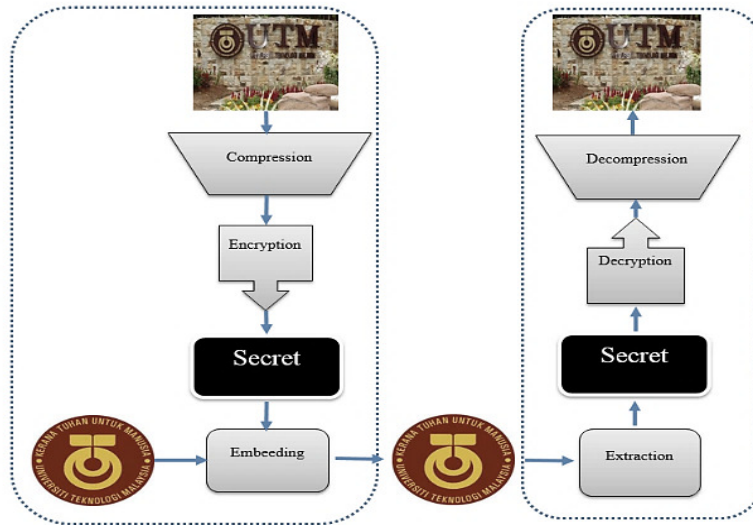 UTM
UTM
Compression
Decompression
Encryption
Decryption
Secret
Secret
KERANA TUHAN UNTUK MANUSIA
UNIVERSITI TEKNOLOGI MALAYSIA
Embeeding
KERANA TUHAN UNTUK MANUSIA
UNIVERSITI TEKNOLOGI MALAYSIA
Extraction